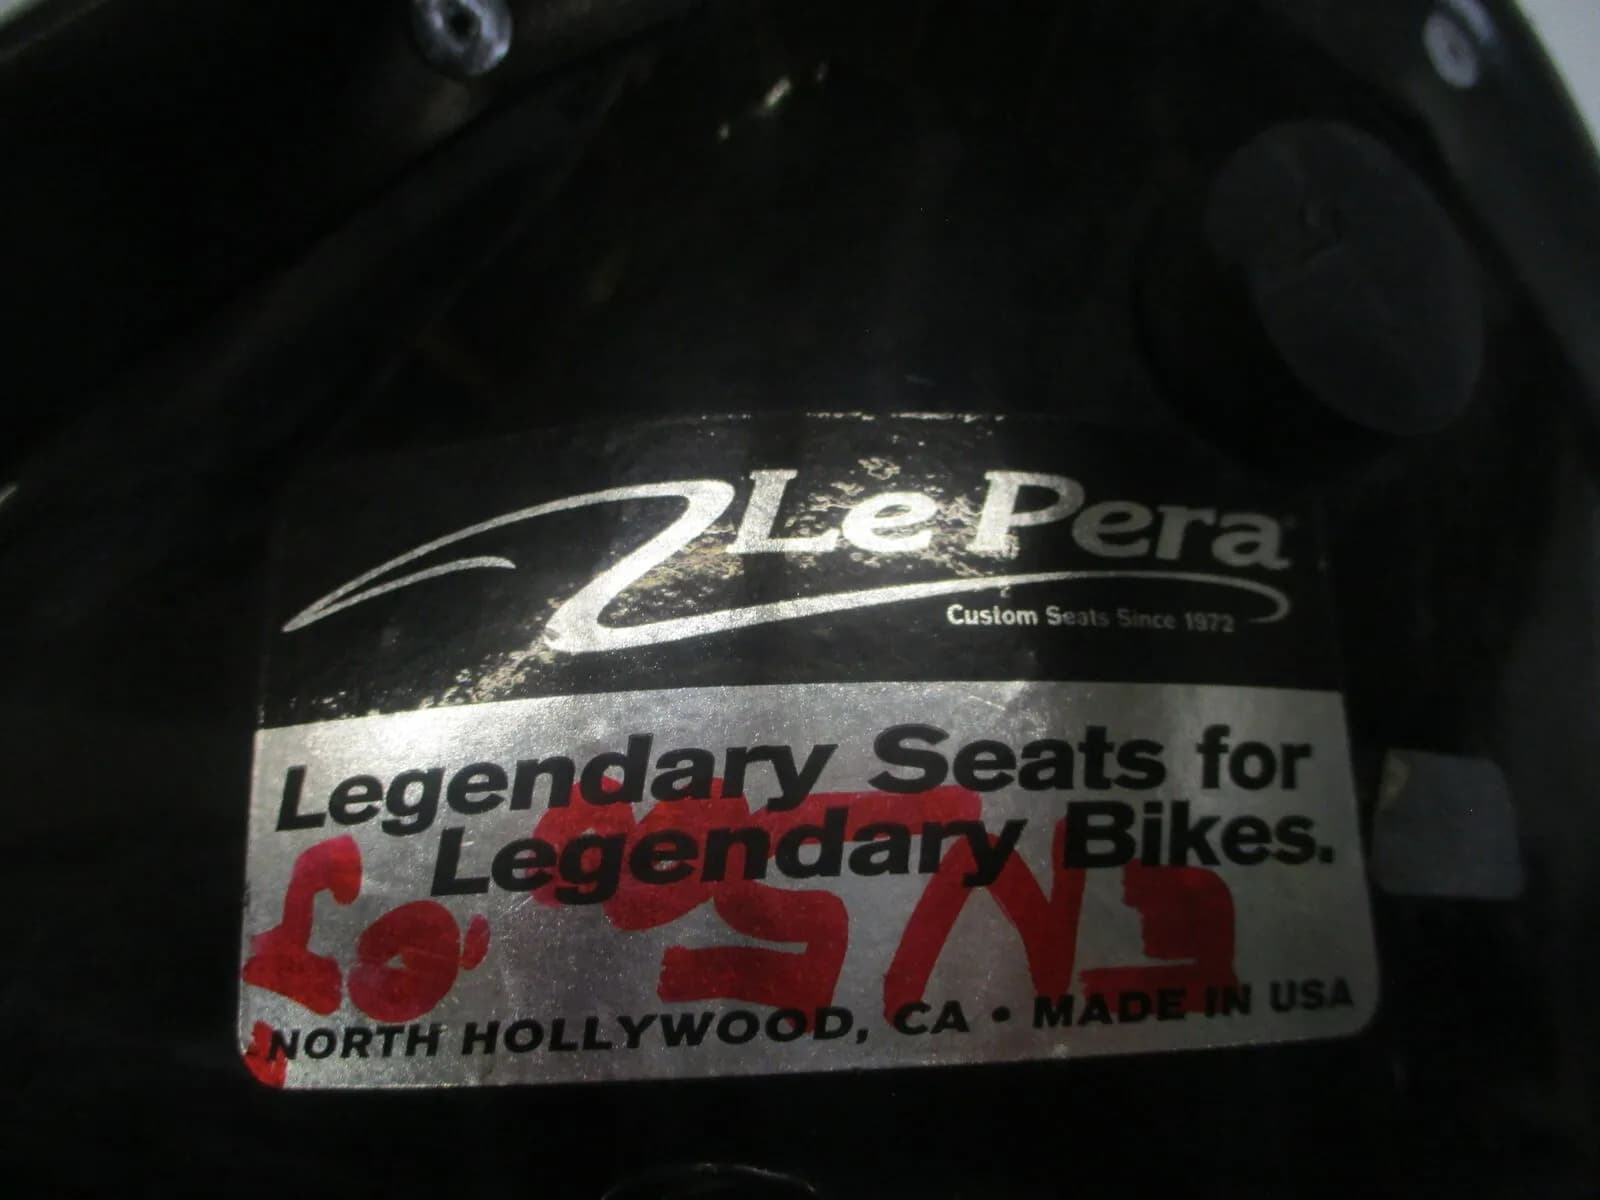 Le Pera
Custom Seats Since 1972
Legendary Seats for
Legendary Bikes.
NORTH HOLLYWOOD, CA • MADE IN USA